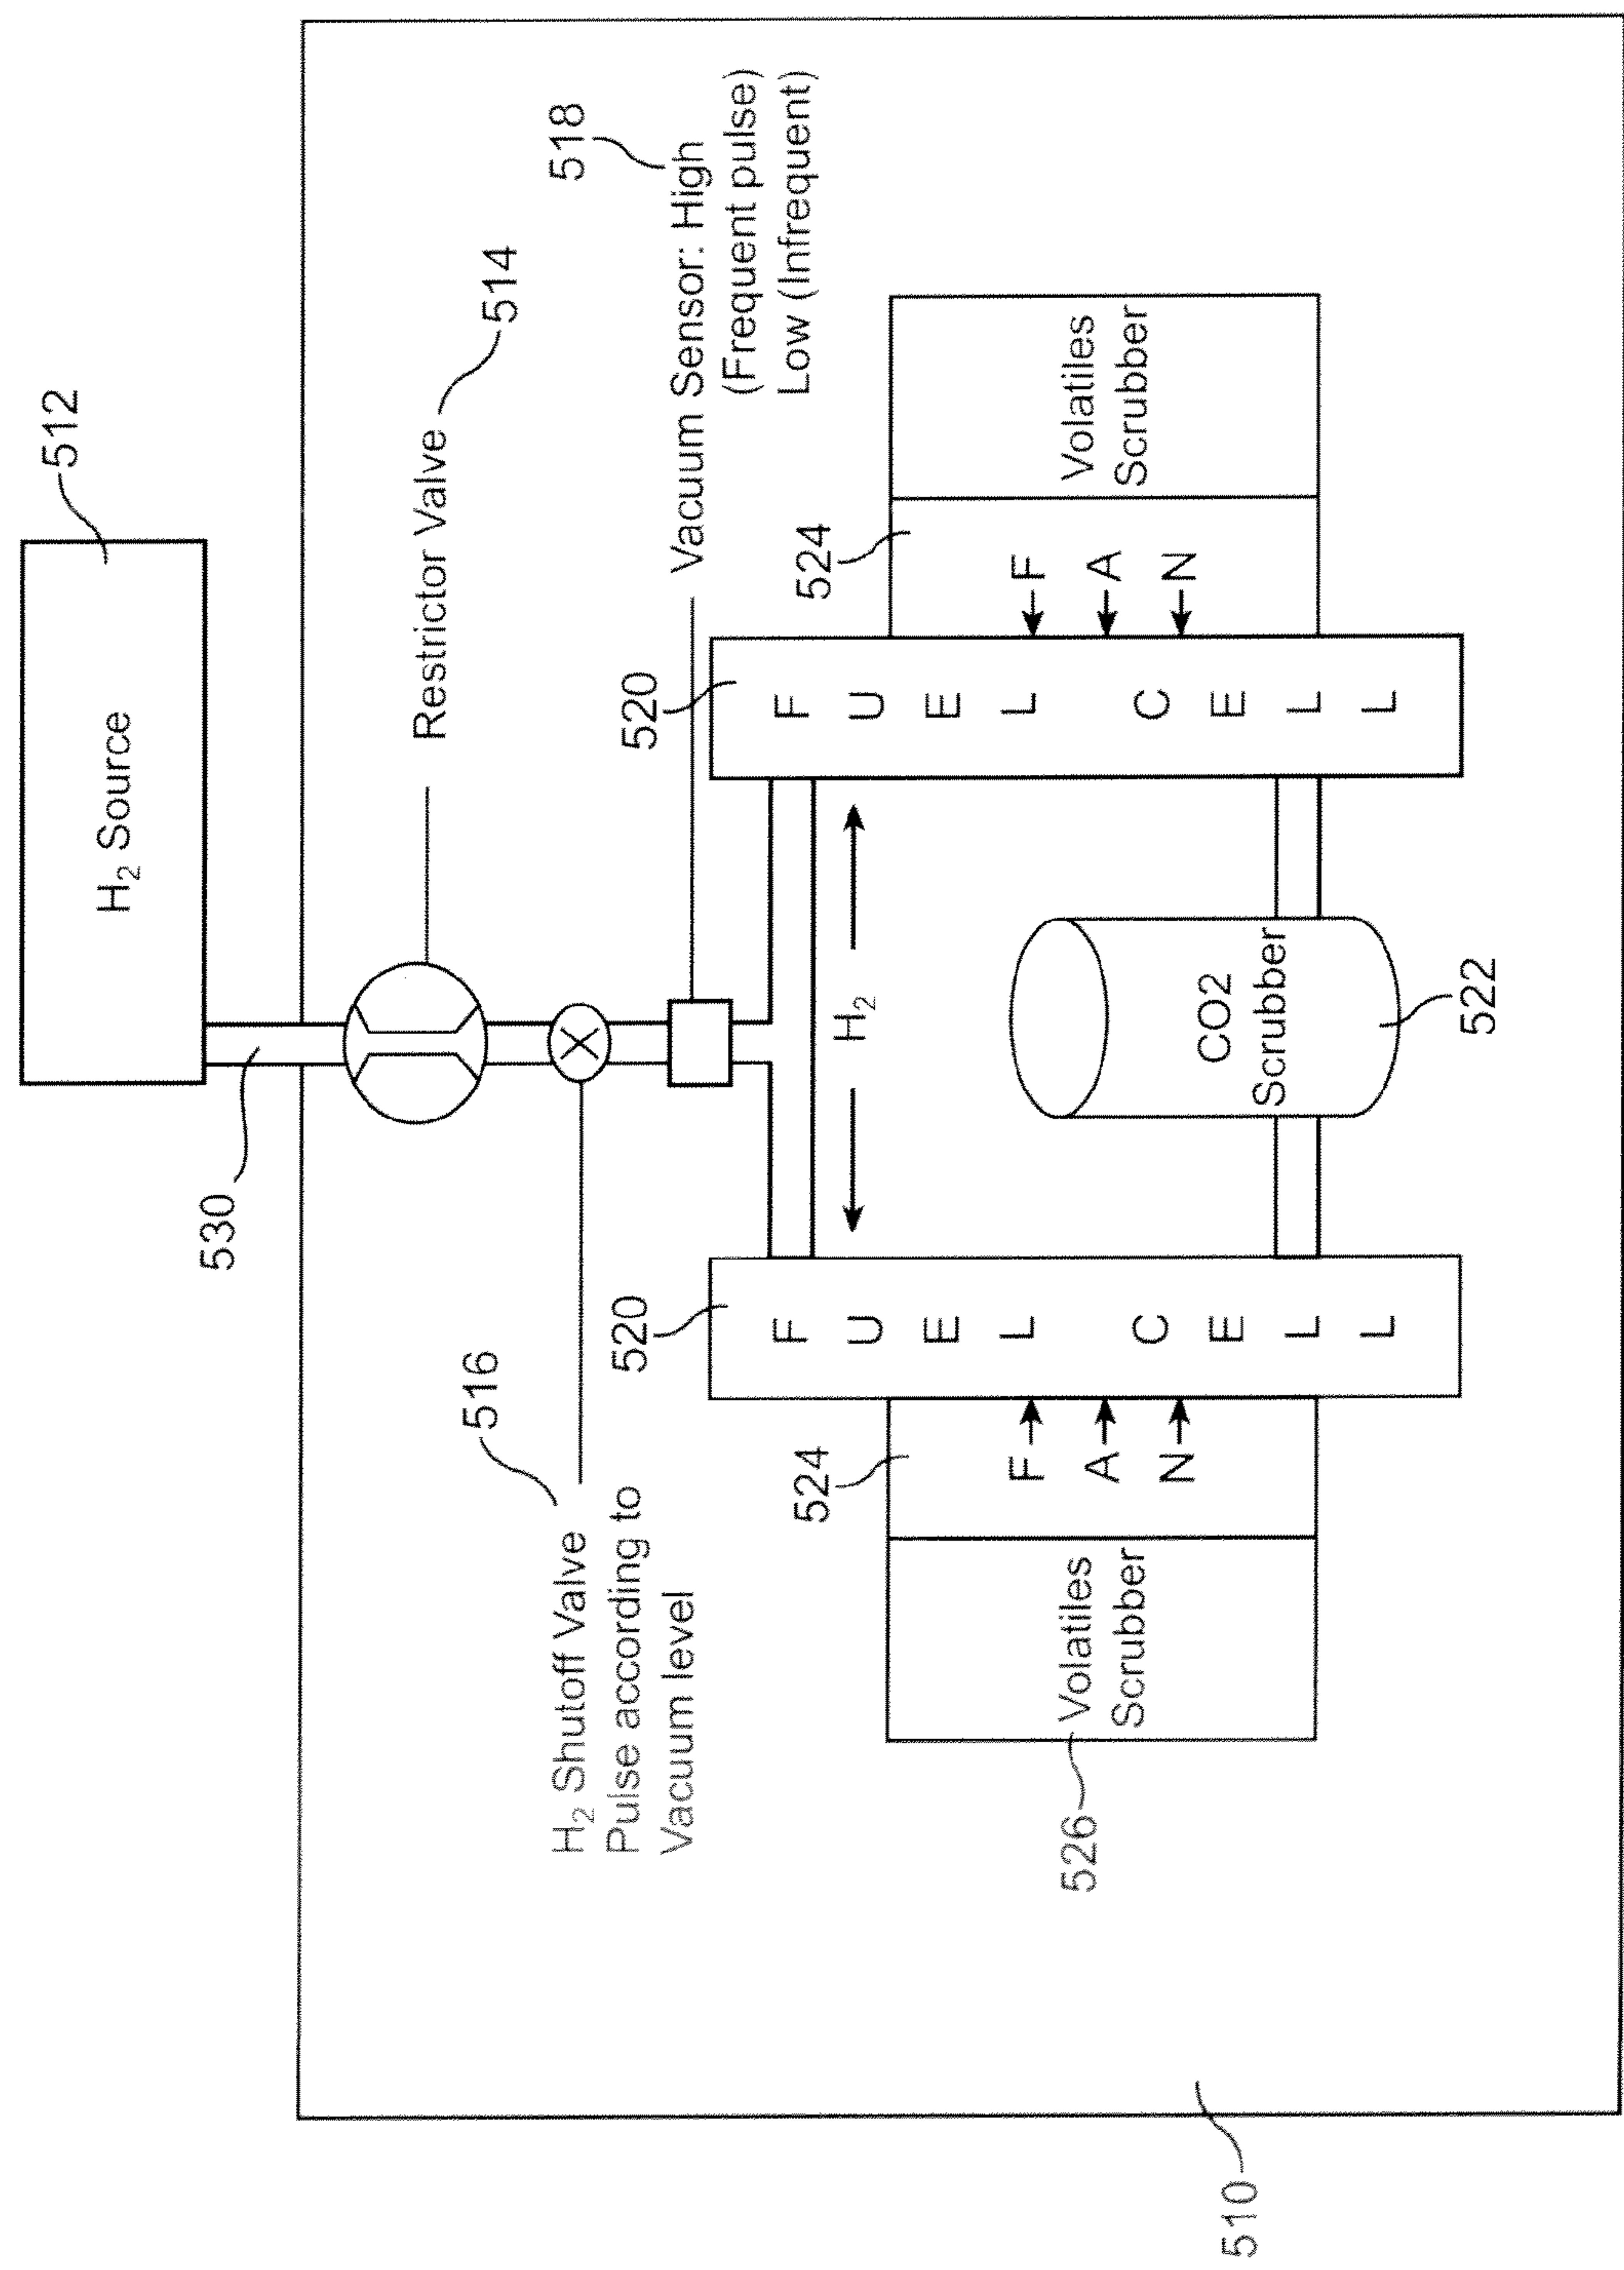 512
H₂ Source
530
Restrictor Valve
514
516
H₂ Shutoff Valve
Pulse according to
Vacuum level
518
Vacuum Sensor: High
(Frequent pulse)
Low (Infrequent)
520
520
FUEL CELL
FUEL CELL
H₂
524
524
FAN
FAN
526
Volatiles
Scrubber
Volatiles
Scrubber
CO2
Scrubber
522
510